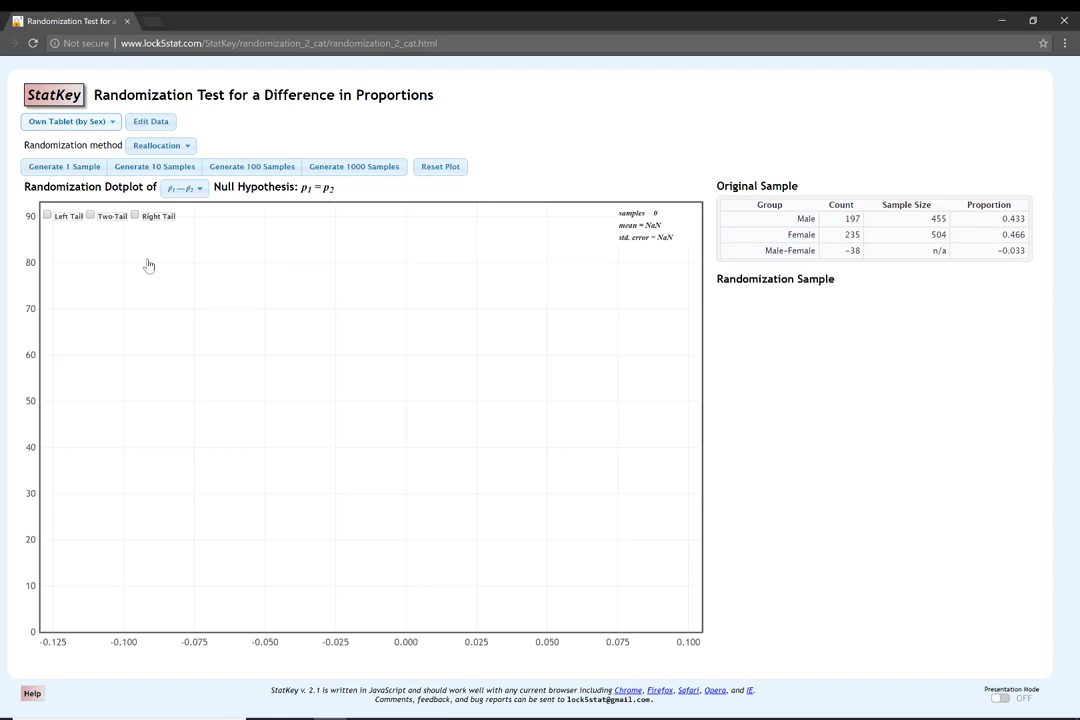 Randomization Test for a
Not secure | www.lock5stat.com/StatKey/randomization_2_cat/randomization_2_cat.html
StatKey Randomization Test for a Difference in Proportions
Own Tablet (by Sex) Edit Data
Randomization method Reallocation
Generate 1 Sample Generate 10 Samples Generate 100 Samples Generate 1000 Samples Reset Plot
Randomization Dotplot of p̂₁ — p̂₂ Null Hypothesis: p₁ = p₂
Left Tail Two-Tail Right Tail
samples = 0
mean = NaN
std. error = NaN
90
80
70
60
50
40
30
20
10
0
-0.125 -0.100 -0.075 -0.050 -0.025 0.000 0.025 0.050 0.075 0.100
Original Sample
Group Count Sample Size Proportion
Male 197 455 0.433
Female 235 504 0.466
Male-Female -38 n/a -0.033
Randomization Sample
Help
StatKey v. 2.1 is written in JavaScript and should work well with any current browser including Chrome, Firefox, Safari, Opera, and IE.
Comments, feedback, and bug reports can be sent to lock5stat@gmail.com.
Presentation Mode
OFF